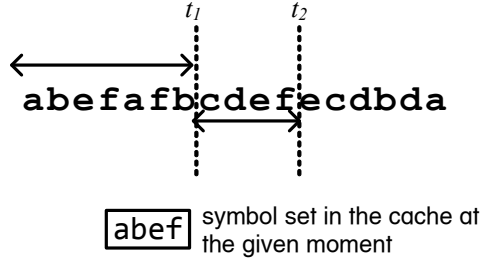 t1 t2
abefafbcdefecdbda
abef symbol set in the cache at
the given moment